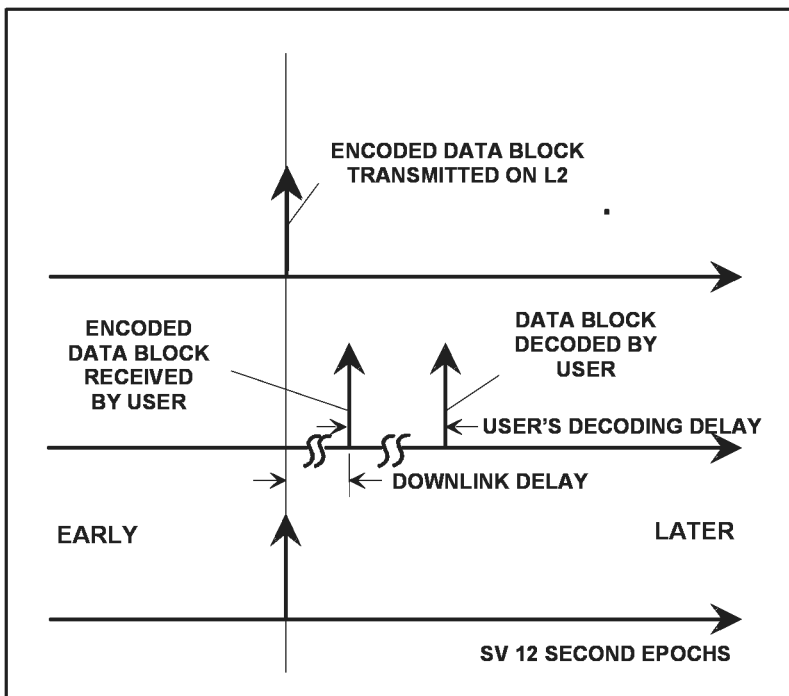 ENCODED DATA BLOCK
TRANSMITTED ON L2
ENCODED
DATA BLOCK
RECEIVED
BY USER
DATA BLOCK
DECODED BY
USER
USER'S DECODING DELAY
DOWNLINK DELAY
EARLY
LATER
SV 12 SECOND EPOCHS